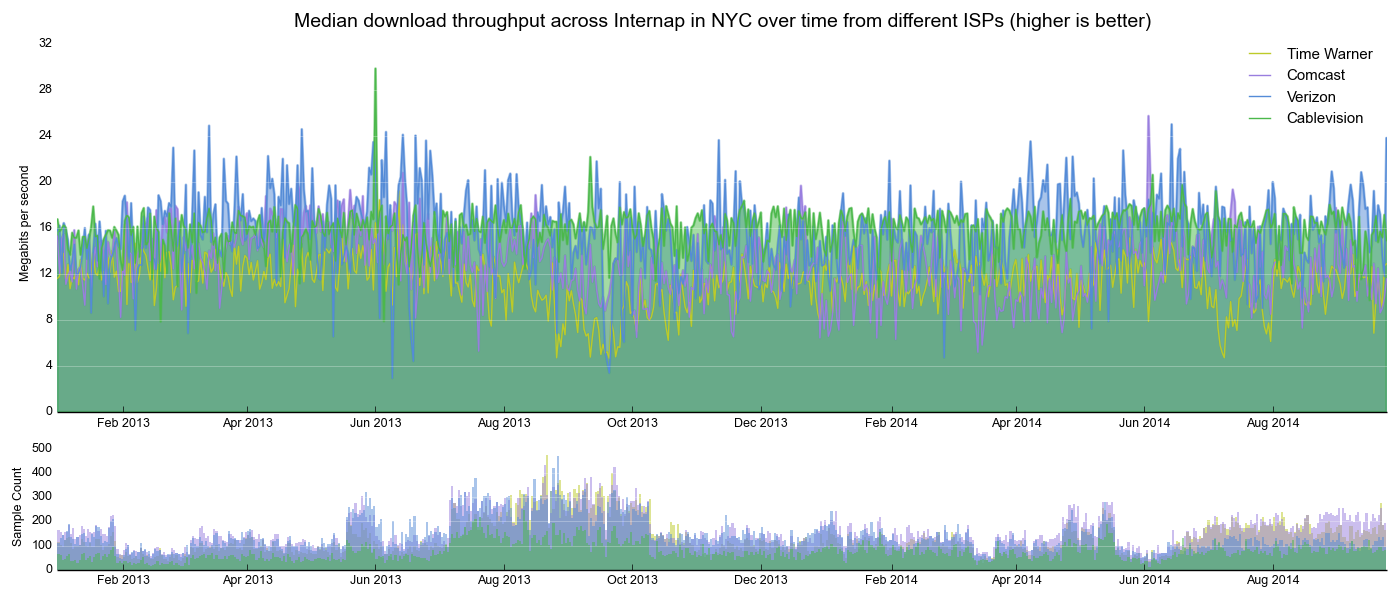 Median download throughput across Internap in NYC over time from different ISPs (higher is better)
Megabits per second
32
28
24
20
16
12
8
4
0
Time Warner
Comcast
Verizon
Cablevision
Feb 2013 Apr 2013 Jun 2013 Aug 2013 Oct 2013 Dec 2013 Feb 2014 Apr 2014 Jun 2014 Aug 2014
Sample Count
500
400
300
200
100
0
Feb 2013 Apr 2013 Jun 2013 Aug 2013 Oct 2013 Dec 2013 Feb 2014 Apr 2014 Jun 2014 Aug 2014